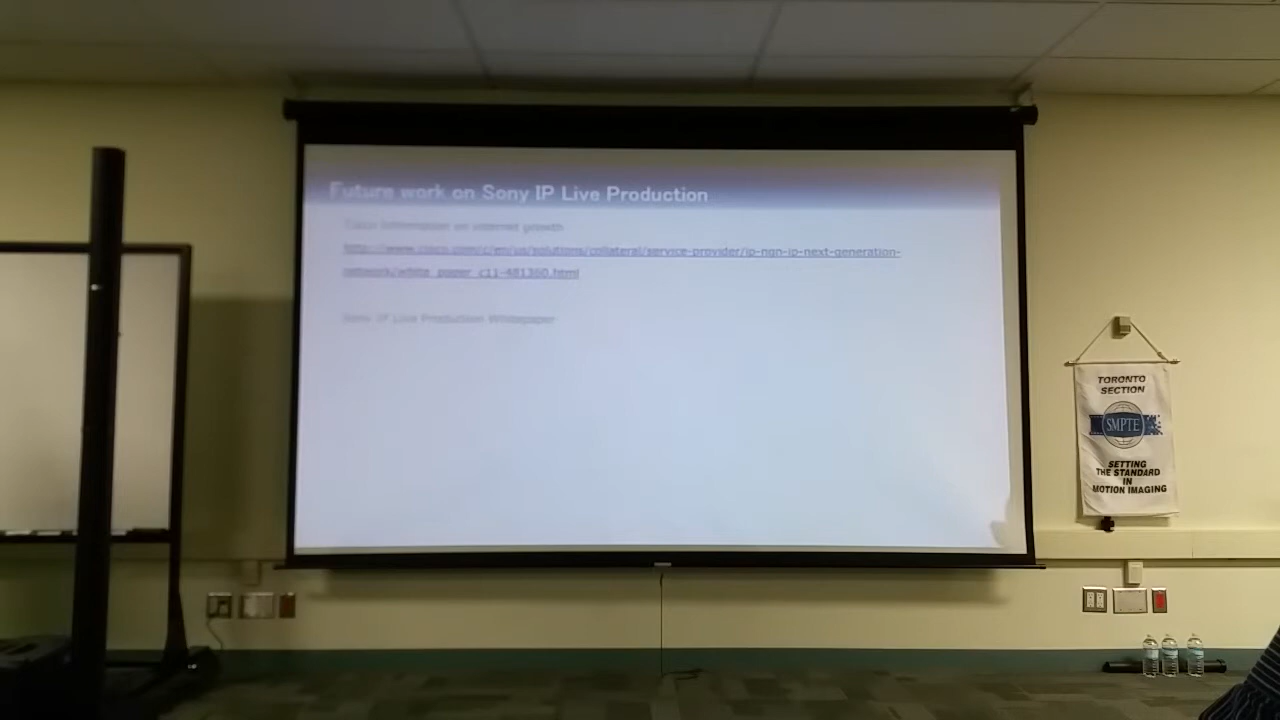 Future work on Sony IP Live Production
Cisco information on internet growth
http://www.cisco.com/c/en/us/solutions/collateral/service-provider/ip-ngn-ip-next-generation-
network/white_paper_c11-481360.html
Sony IP Live Production Whitepaper
TORONTO
SECTION
SMPTE
SETTING
THE STANDARD
IN
MOTION IMAGING